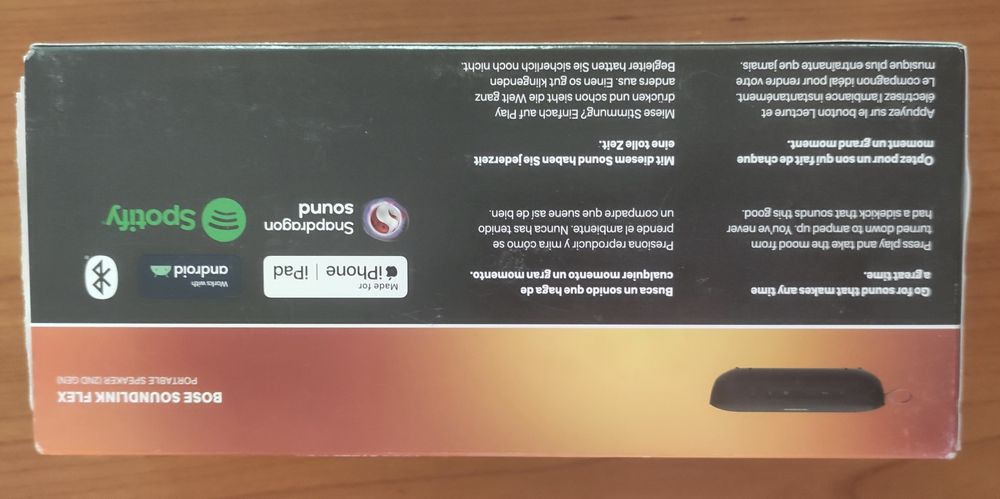 BOSE SOUNDLINK FLEX
PORTABLE SPEAKER (2ND GEN)
Go for sound that makes any time
a great time.
Press play and take the mood from
turned down to amped up. You've never
had a sidekick that sounds this good.
Optez pour un son qui fait de chaque
moment un grand moment.
Appuyez sur le bouton Lecture et
électrisez l'ambiance instantanément.
Le compagnon idéal pour rendre votre
musique plus entraînante que jamais.
Busca un sonido que haga de
cualquier momento un gran momento.
Presiona reproducir y mira cómo se
prende el ambiente. Nunca has tenido
un compadre que suene así de bien.
Mit diesem Sound haben Sie jederzeit
eine tolle Zeit.
Miese Stimmung? Einfach auf Play
drücken und schon sieht die Welt ganz
anders aus. Einen so gut klingenden
Begleiter hatten Sie sicherlich noch nicht.
Made for
iPhone | iPad
Works with
android
Snapdragon
sound
Spotify